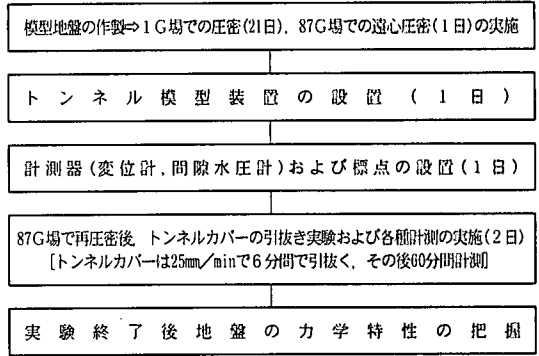 模型地盤の作製⇨1G場での圧密(21日)，87G場での遠心圧密(1日)の実施
トンネル模型装置の設置(1日)
計測器(変位計，間隙水圧計)および標点の設置(1日)
87G場で再圧密後，トンネルカバーの引抜き実験および各種計測の実施(2日)
[トンネルカバーは25mm/minで6分間で引抜く，その後60分間計測]
実験終了後地盤の力学特性の把握